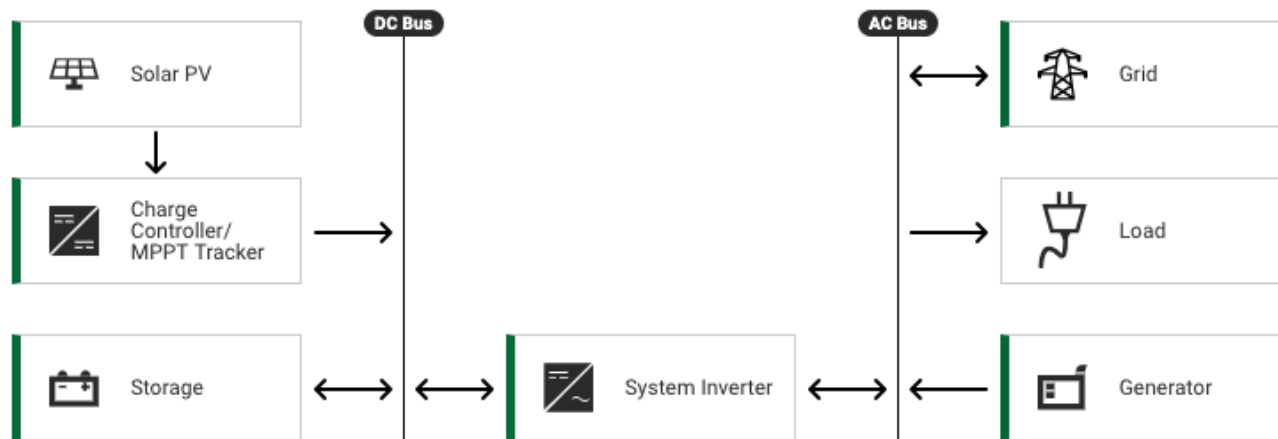 DC Bus
AC Bus
Solar PV
Grid
Charge
Controller/
MPPT Tracker
Load
Storage
System Inverter
Generator